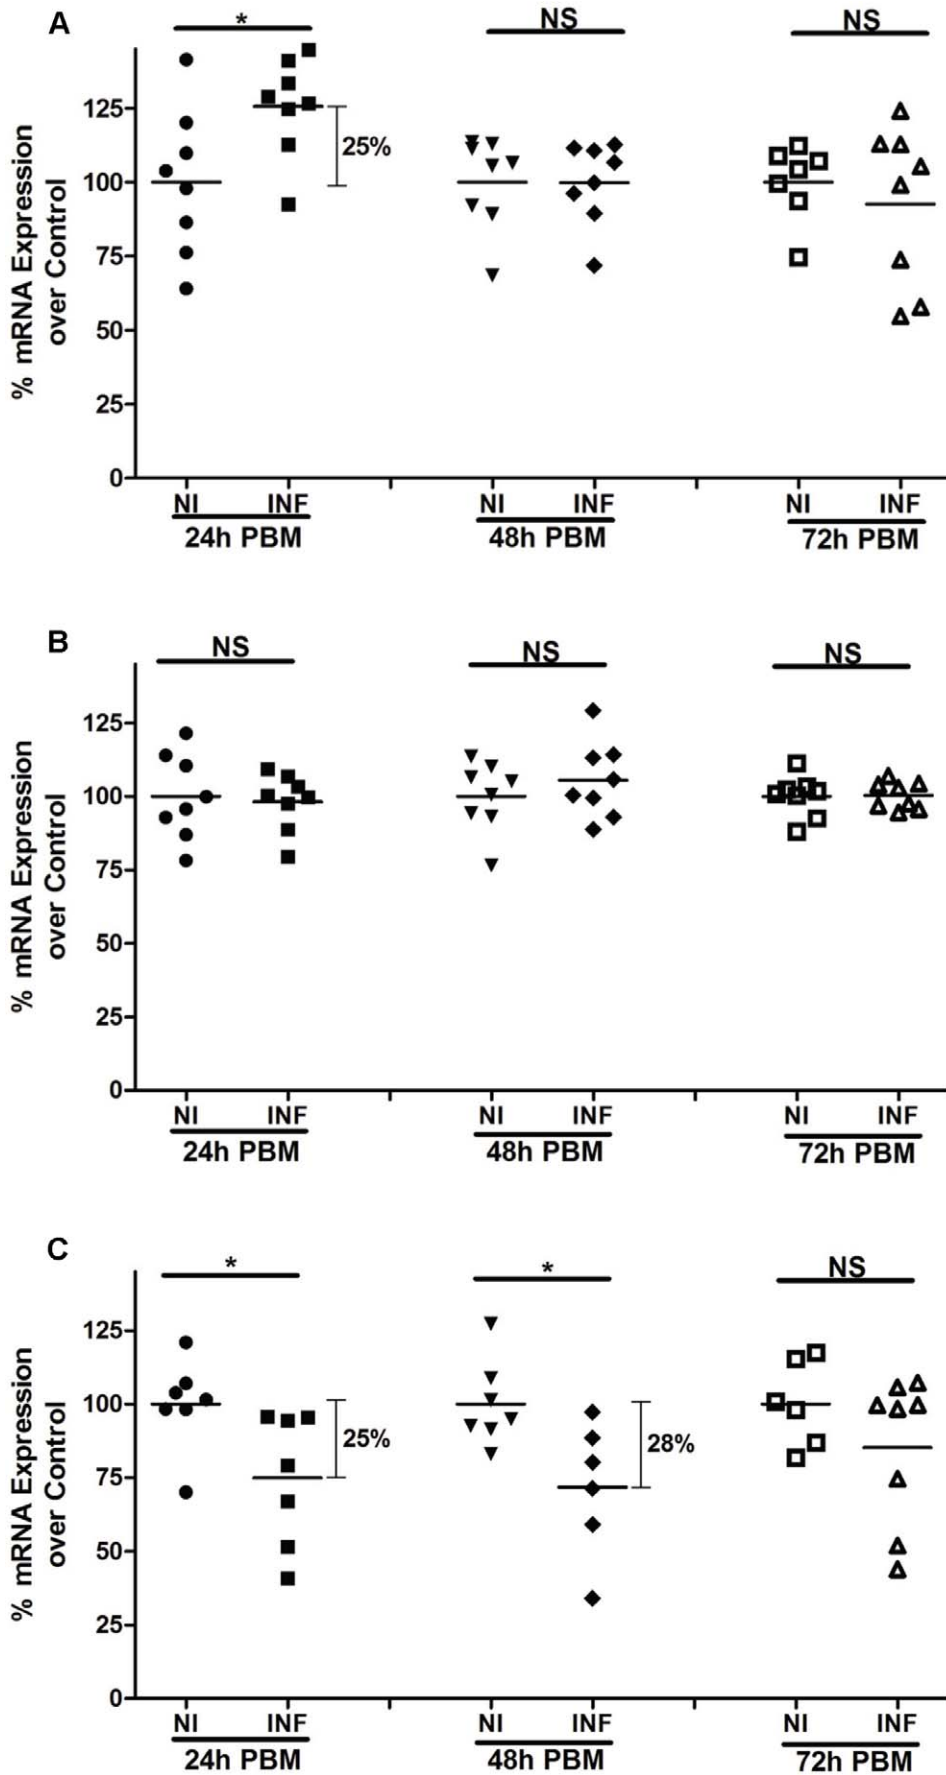 A
*
NS
NS
% mRNA Expression
over Control
125
100
75
50
25
0
25%
NI
INF
NI
INF
NI
INF
24h PBM
48h PBM
72h PBM
B
NS
NS
NS
% mRNA Expression
over Control
125
100
75
50
25
0
NI
INF
NI
INF
NI
INF
24h PBM
48h PBM
72h PBM
C
*
*
NS
% mRNA Expression
over Control
125
100
75
50
25
0
25%
28%
NI
INF
NI
INF
NI
INF
24h PBM
48h PBM
72h PBM